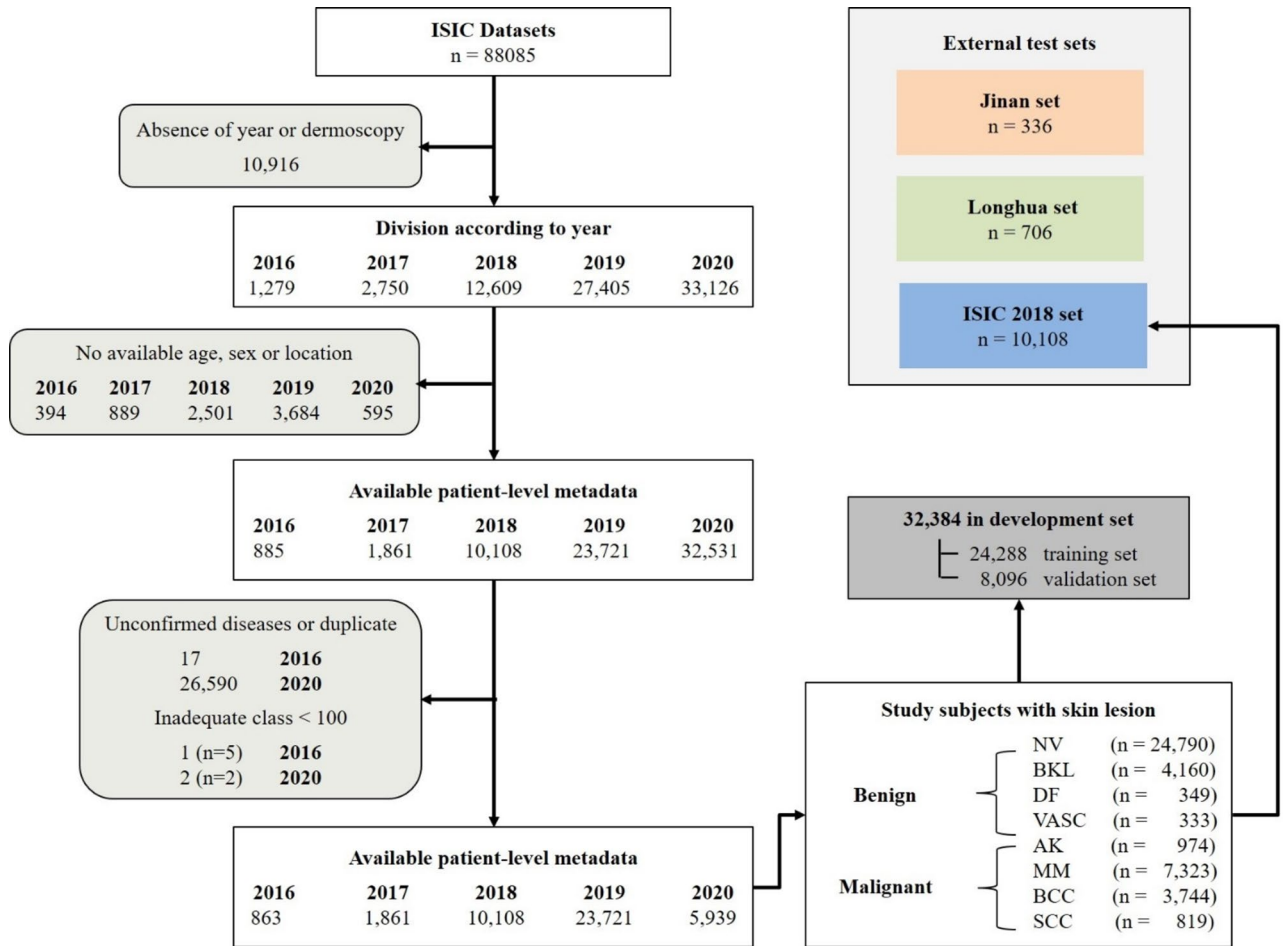 ISIC Datasets
n = 88085
Absence of year or dermoscopy
10,916
Division according to year
2016 2017 2018 2019 2020
1,279 2,750 12,609 27,405 33,126
No available age, sex or location
2016 2017 2018 2019 2020
394 889 2,501 3,684 595
Available patient-level metadata
2016 2017 2018 2019 2020
885 1,861 10,108 23,721 32,531
Unconfirmed diseases or duplicate
17 2016
26,590 2020
Inadequate class < 100
1 (n=5) 2016
2 (n=2) 2020
Available patient-level metadata
2016 2017 2018 2019 2020
863 1,861 10,108 23,721 5,939
External test sets
Jinan set
n = 336
Longhua set
n = 706
ISIC 2018 set
n = 10,108
32,384 in development set
24,288 training set
8,096 validation set
Study subjects with skin lesion
Benign
NV (n = 24,790)
BKL (n = 4,160)
DF (n = 349)
VASC (n = 333)
Malignant
AK (n = 974)
MM (n = 7,323)
BCC (n = 3,744)
SCC (n = 819)